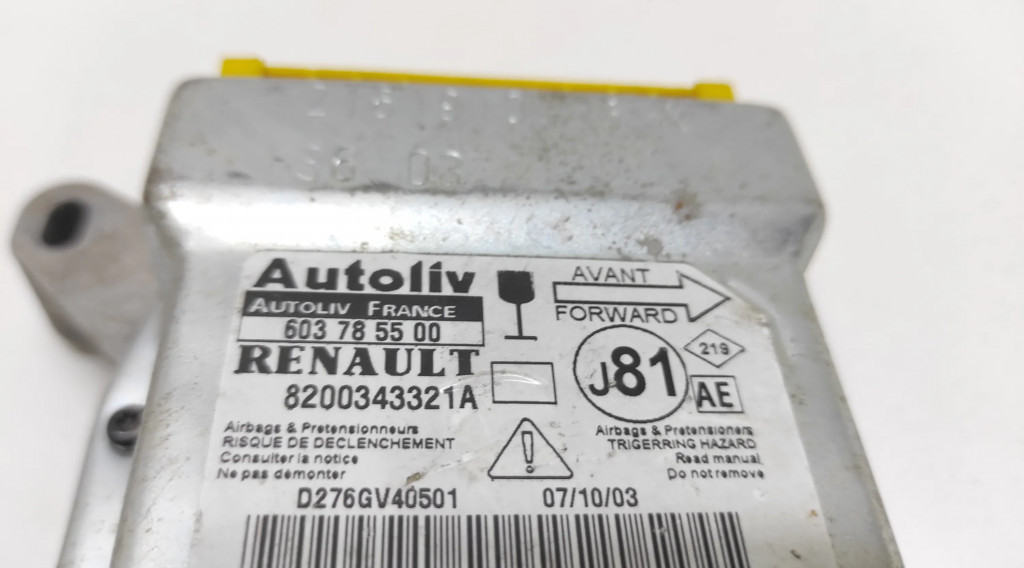 Autoliv
AUTOLIV FRANCE
603 78 55 00
RENAULT
8200343321A
AVANT
FORWARD
J81
219
AE
Airbags & Pretensionneurs
RISQUE DE DECLENCHEMENT
Consulter la notice
Ne pas démonter
Airbags & Pretensioners
TRIGERRING HAZARD
Read manual
Do not remove
D276GV40501
07/10/03